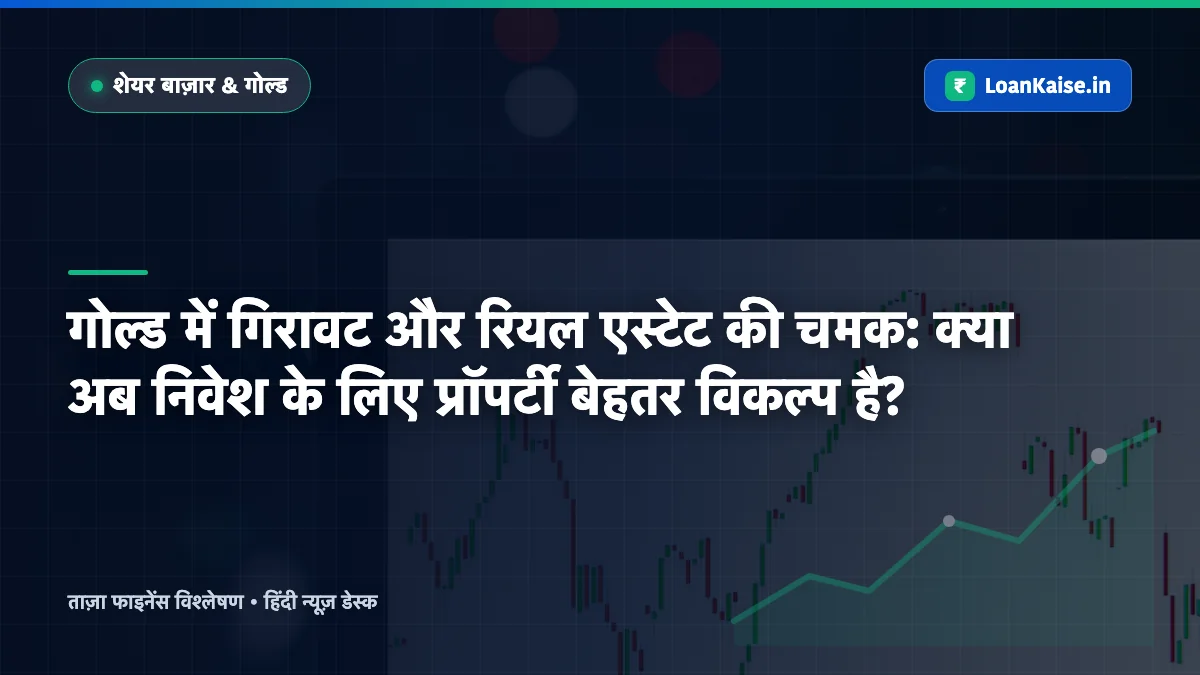 शेयर बाज़ार & गोल्ड
₹ LoanKaise.in
गोल्ड में गिरावट और रियल एस्टेट की चमक: क्या
अब निवेश के लिए प्रॉपर्टी बेहतर विकल्प है?
ताज़ा फाइनेंस विश्लेषण • हिंदी न्यूज़ डेस्क